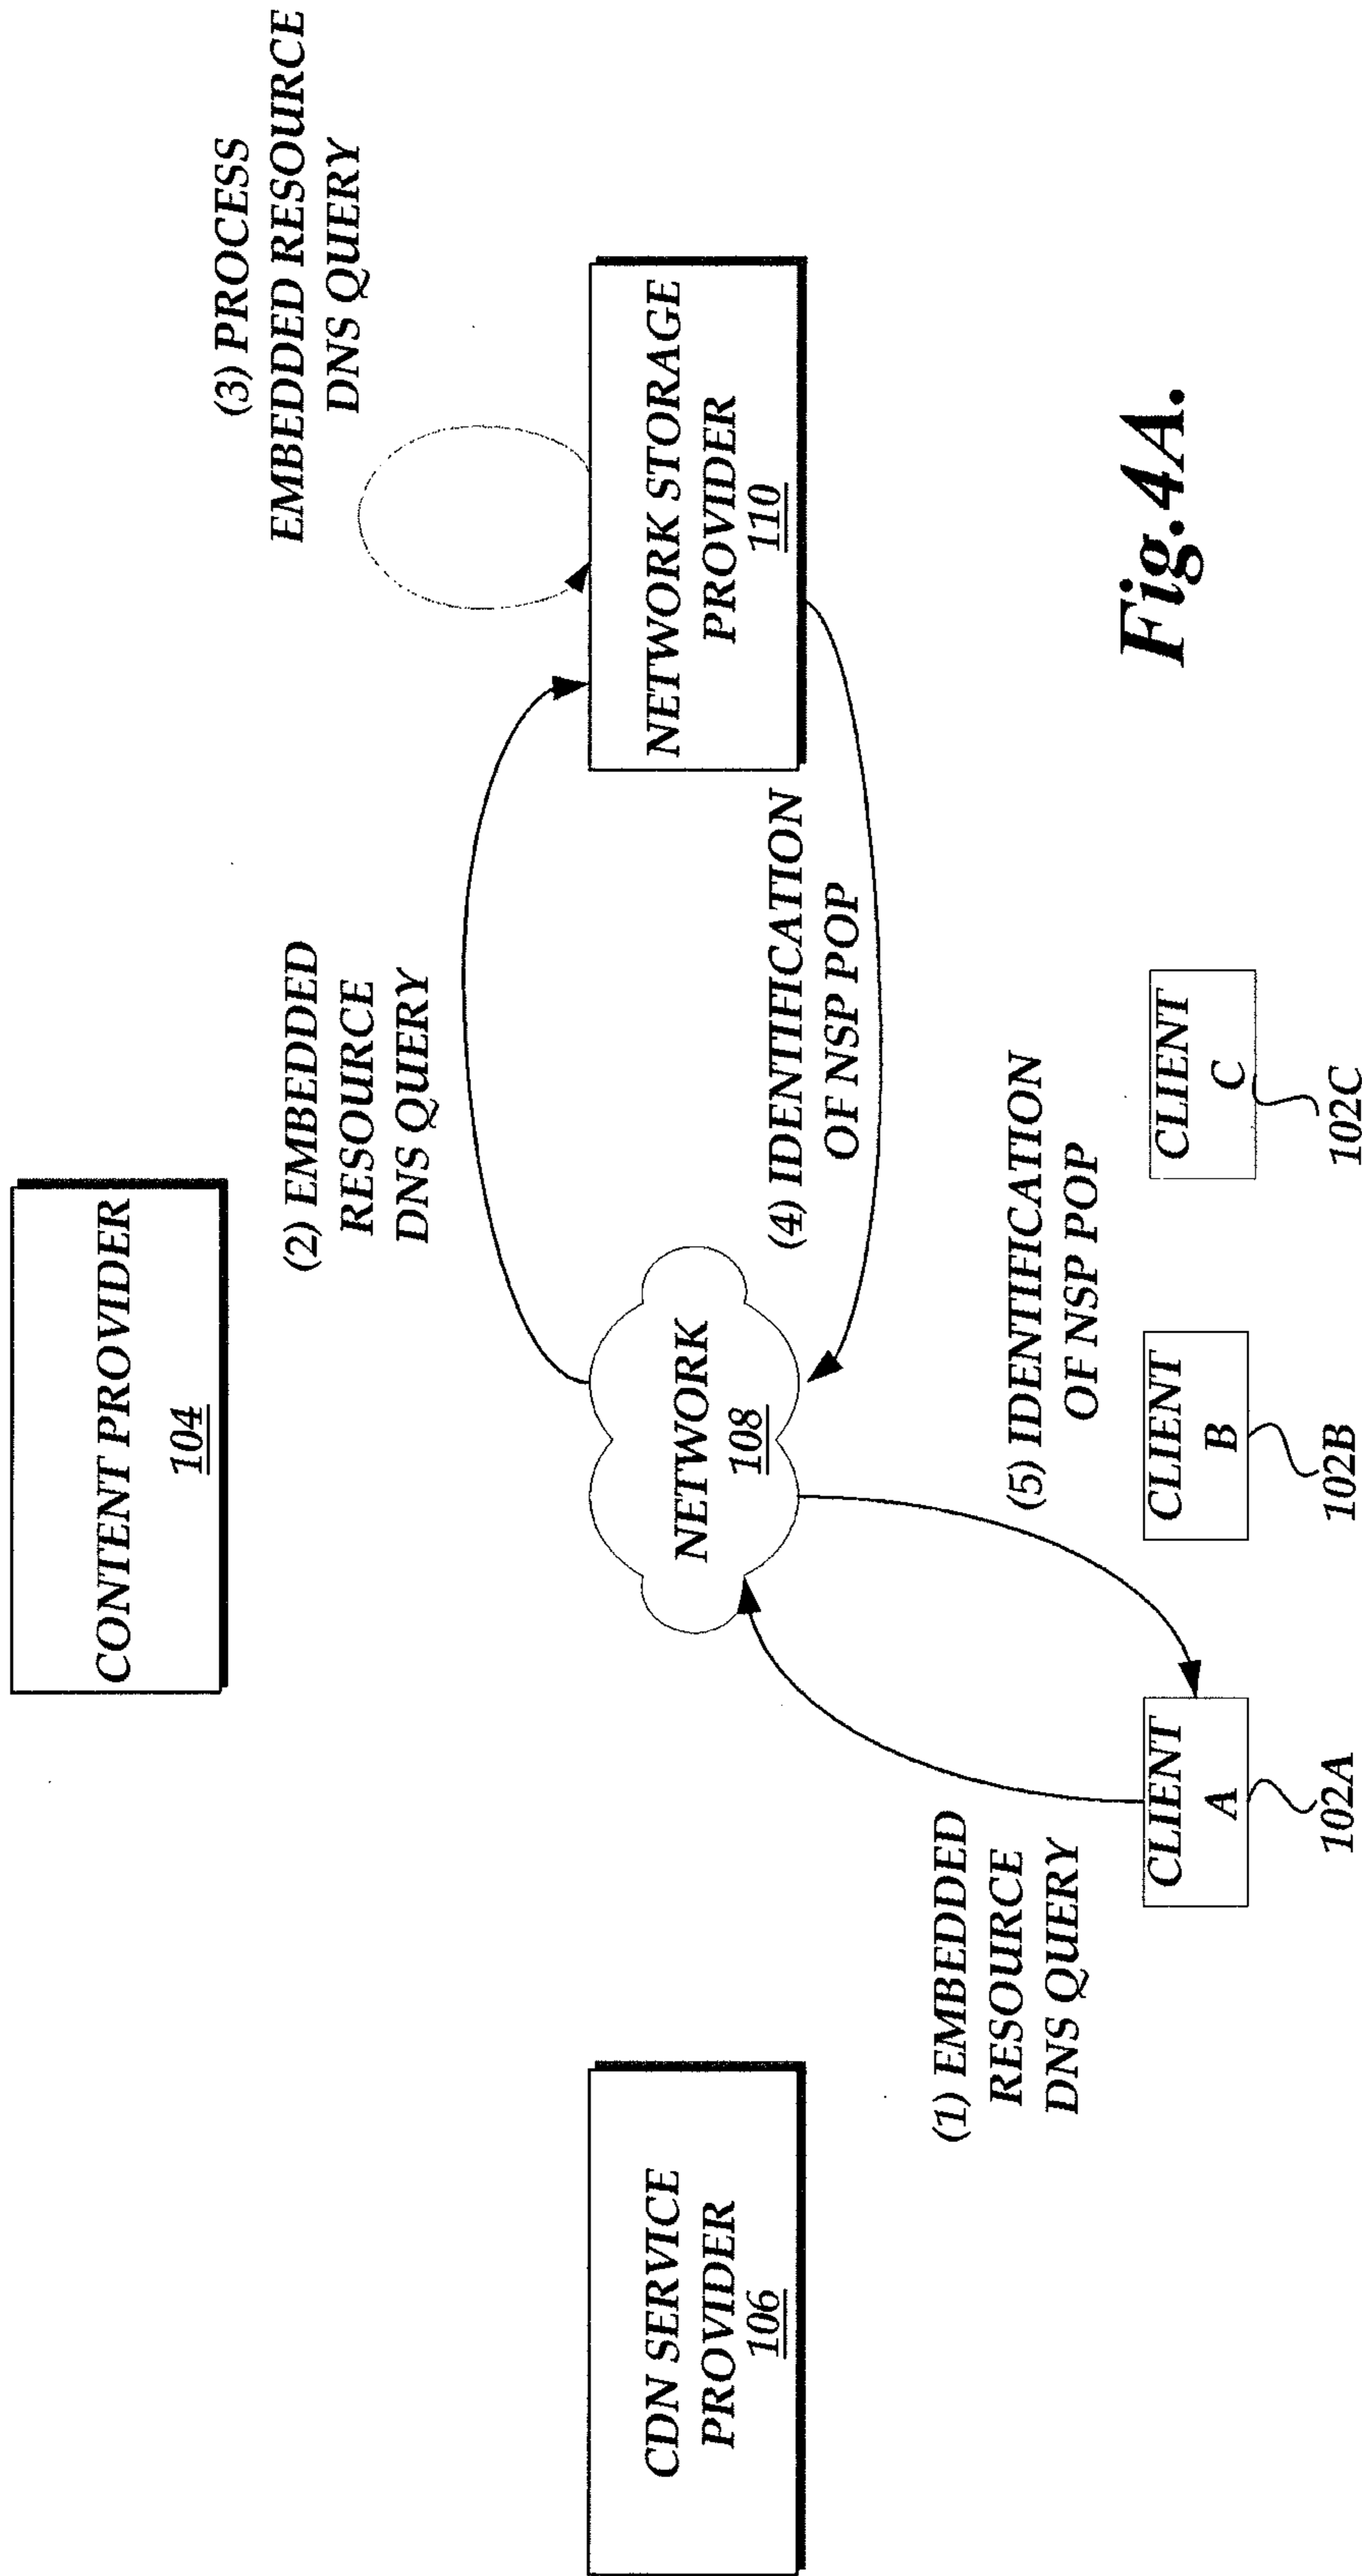 CONTENT PROVIDER
104
(2) EMBEDDED
RESOURCE
DNS QUERY
(3) PROCESS
EMBEDDED RESOURCE
DNS QUERY
CDN SERVICE
PROVIDER
106
NETWORK
108
NETWORK STORAGE
PROVIDER
110
(4) IDENTIFICATION
OF NSP POP
(1) EMBEDDED
RESOURCE
DNS QUERY
(5) IDENTIFICATION
OF NSP POP
CLIENT
A
102A
CLIENT
B
102B
CLIENT
C
102C
Fig.4A.